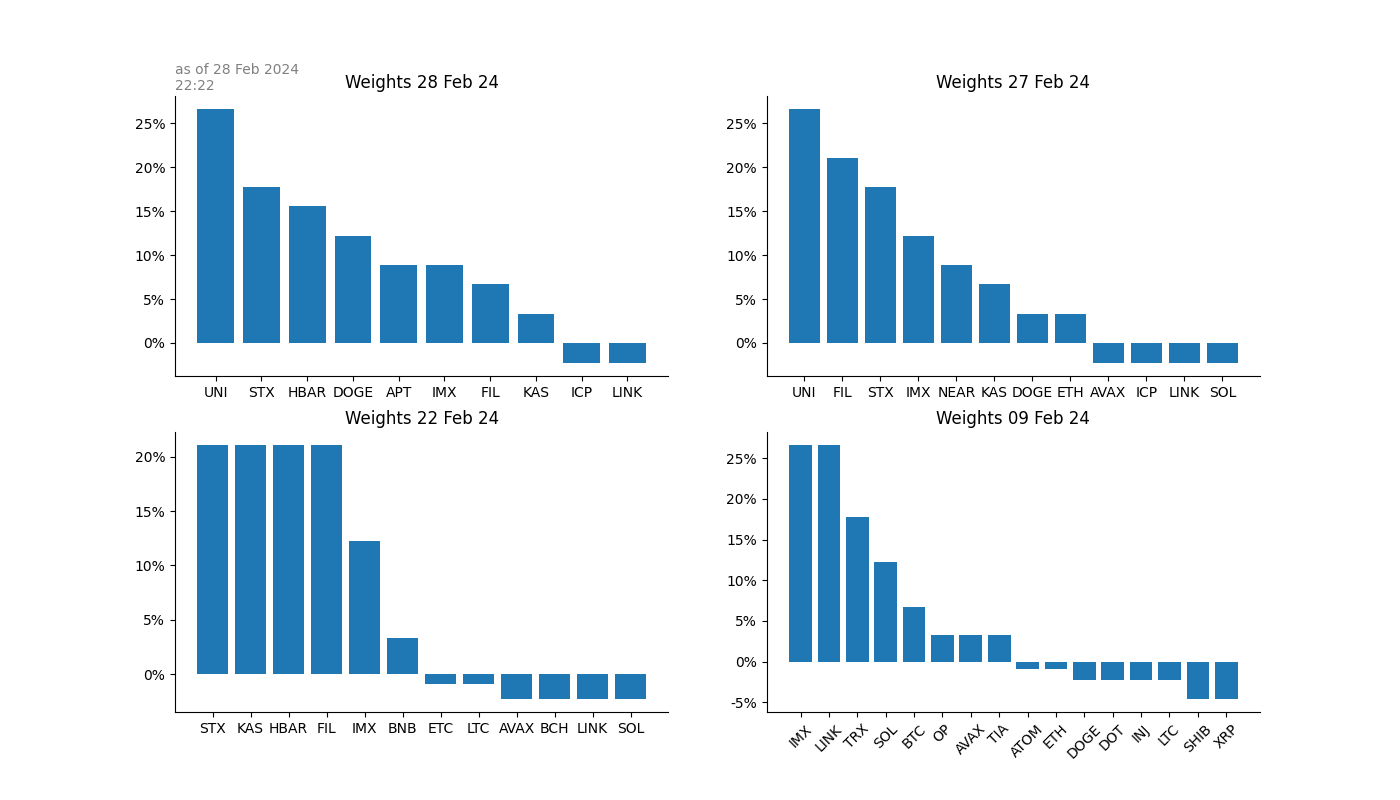 as of 28 Feb 2024
22:22
Weights 28 Feb 24
25%
20%
15%
10%
5%
0%
UNI STX HBAR DOGE APT IMX FIL KAS ICP LINK
Weights 27 Feb 24
25%
20%
15%
10%
5%
0%
UNI FIL STX IMX NEAR KAS DOGE ETH AVAX ICP LINK SOL
Weights 22 Feb 24
20%
15%
10%
5%
0%
STX KAS HBAR FIL IMX BNB ETC LTC AVAX BCH LINK SOL
Weights 09 Feb 24
25%
20%
15%
10%
5%
0%
-5%
IMX LINK TRX SOL BTC OP AVAX TIA ATOM ETH DOGE DOT INJ LTC SHIB XRP